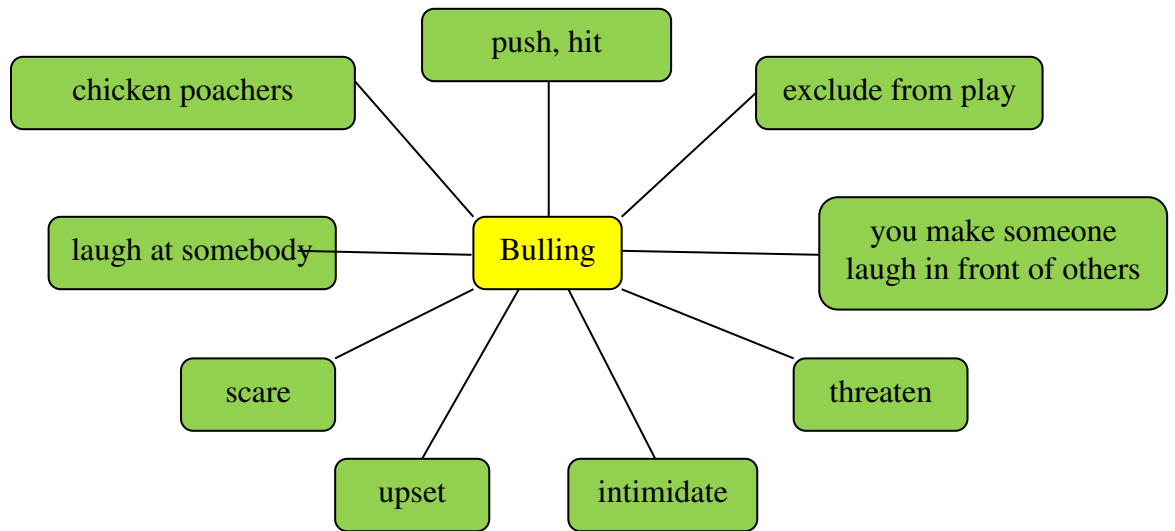 push, hit
chicken poachers
exclude from play
laugh at somebody
Bulling
you make someone
laugh in front of others
scare
threaten
upset
intimidate